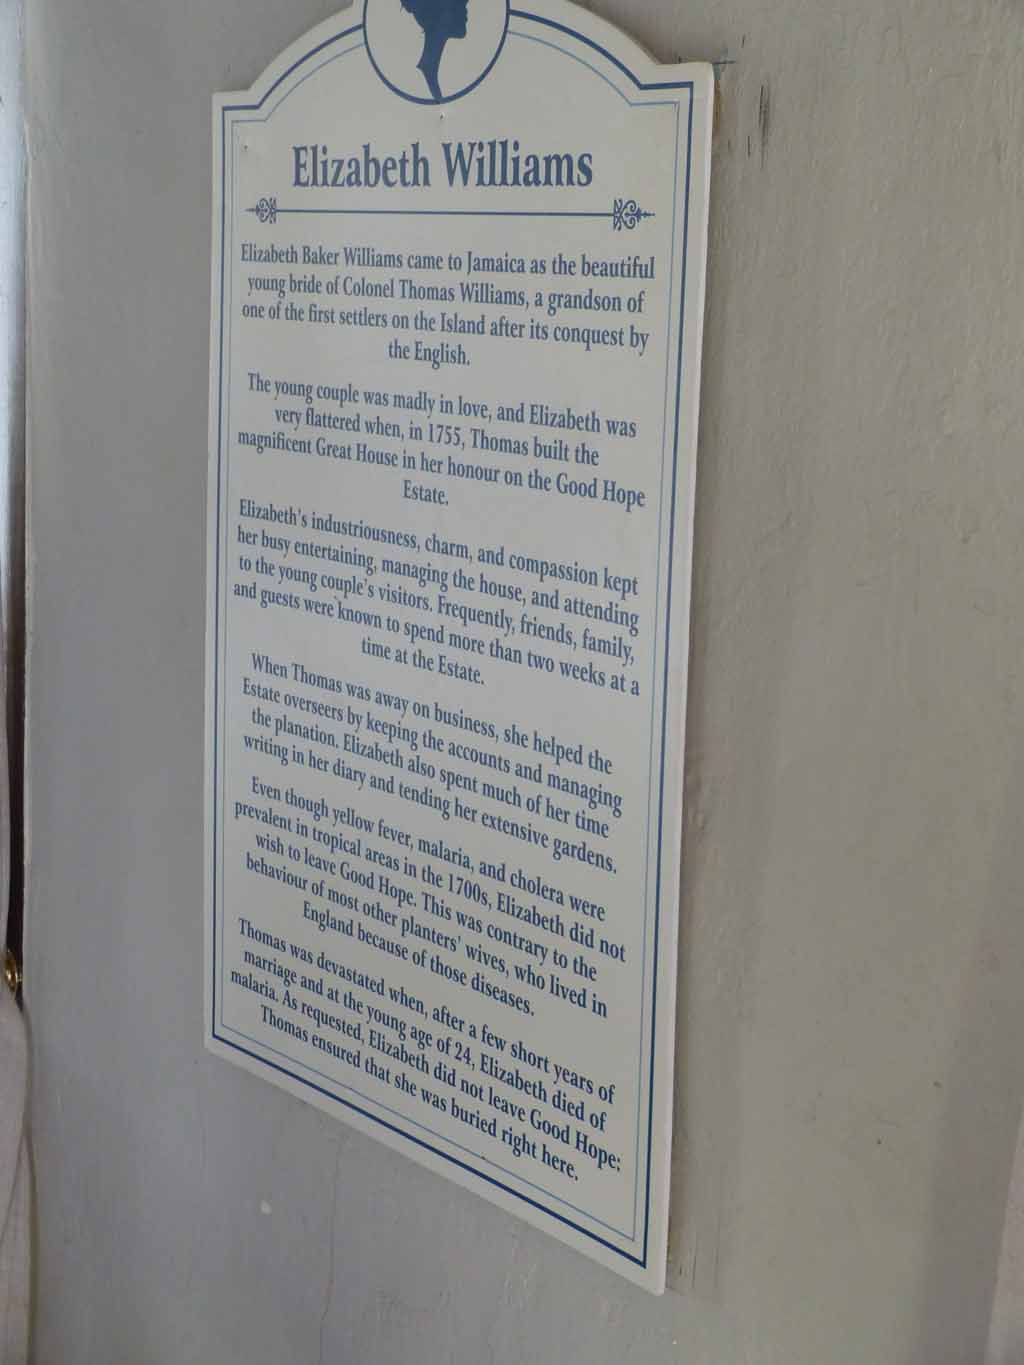 Elizabeth Williams
Elizabeth Baker Williams came to Jamaica as the beautiful
young bride of Colonel Thomas Williams, a grandson of
one of the first settlers on the Island after its conquest by
the English.
The young couple was madly in love, and Elizabeth was
very flattered when, in 1755, Thomas built the
magnificent Great House in her honour on the Good Hope
Estate.
Elizabeth's industriousness, charm, and compassion kept
her busy entertaining, managing the house, and attending
to the young couple's visitors. Frequently, friends, family,
and guests were known to spend more than two weeks at a
time at the Estate.
When Thomas was away on business, she helped the
Estate overseers by keeping the accounts and managing
the planation. Elizabeth also spent much of her time
writing in her diary and tending her extensive gardens.
Even though yellow fever, malaria, and cholera were
prevalent in tropical areas in the 1700s, Elizabeth did not
wish to leave Good Hope. This was contrary to the
behaviour of most other planters' wives, who lived in
England because of those diseases.
Thomas was devastated when, after a few short years of
marriage and at the young age of 24, Elizabeth died of
malaria. As requested, Elizabeth did not leave Good Hope:
Thomas ensured that she was buried right here.